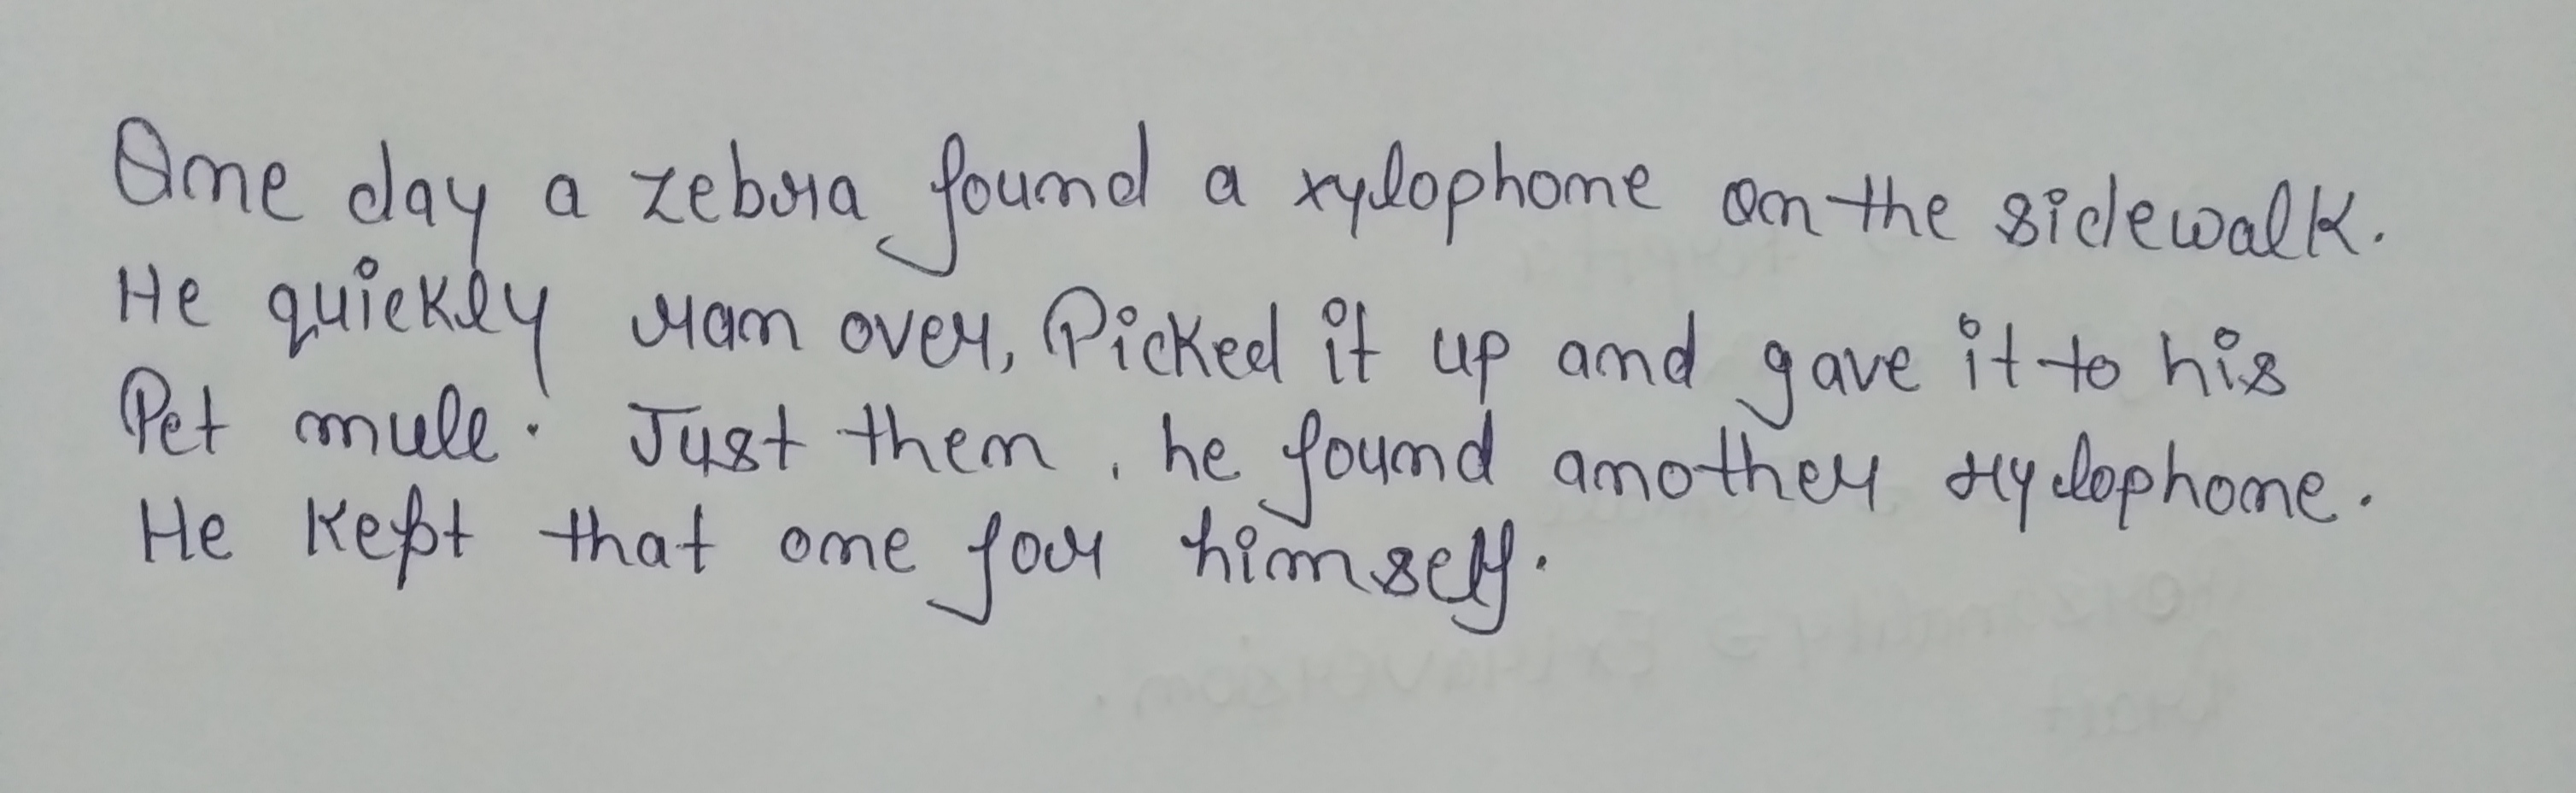 One day a zebra found a xylophone on the sidewalk.
He quickly ran over, Picked it up and gave it to his
Pet mule. Just then, he found another xylophone.
He kept that one for himself.